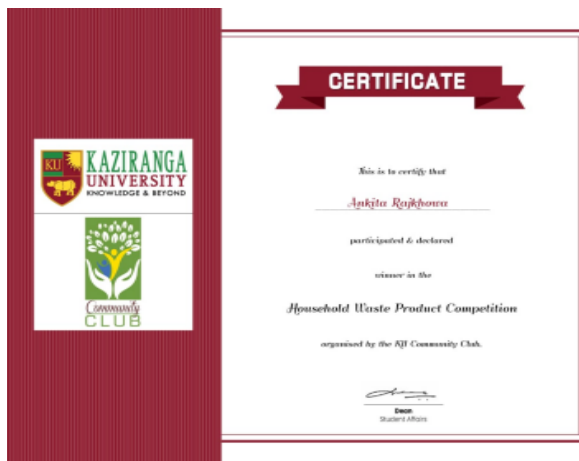 CERTIFICATE
KU
KAZIRANGA
UNIVERSITY
KNOWLEDGE & BEYOND
Community
CLUB
This is to certify that
Ankita Rajkhowa
participated & declared
winner in the
Household Waste Product Competition
organised by the KU Community Club.
Dean
Student Affairs